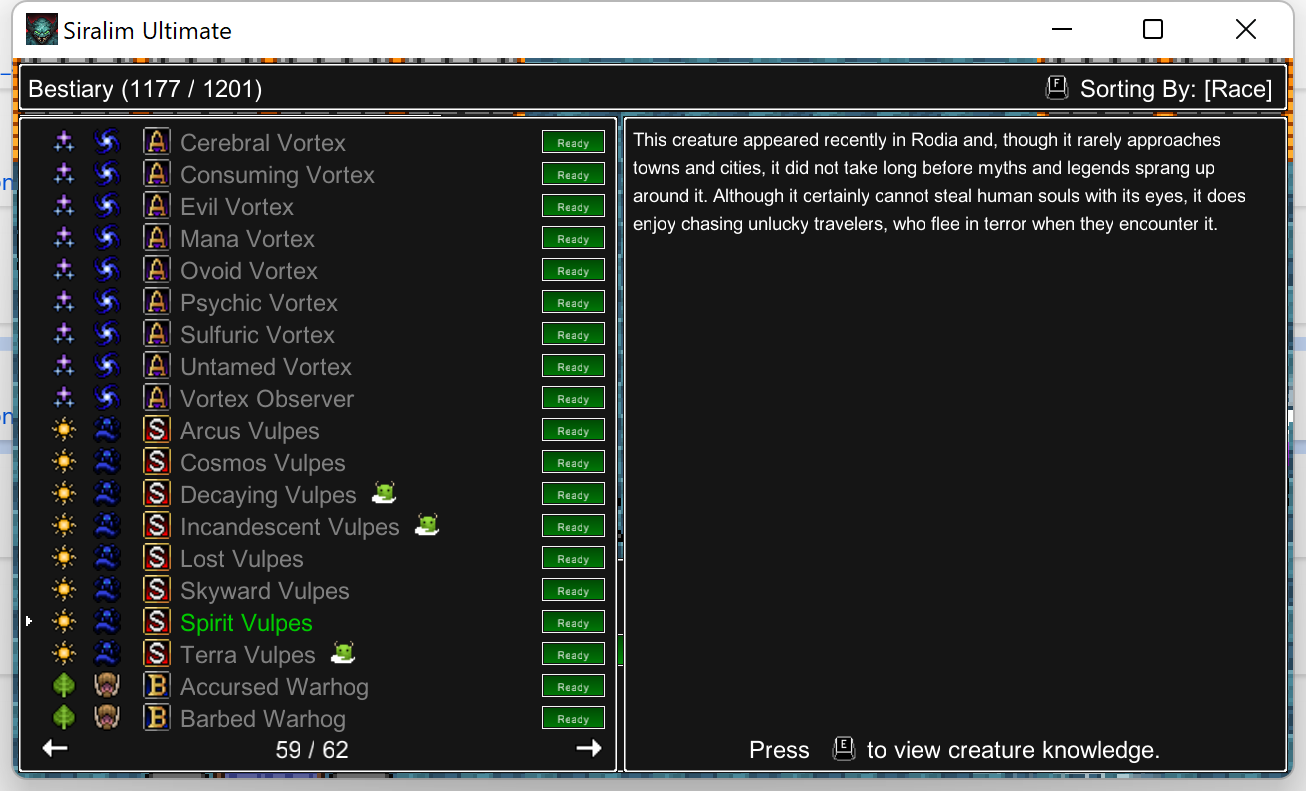 Siralim Ultimate
Bestiary (1177 / 1201)
F Sorting By: [Race]
A Cerebral Vortex Ready
A Consuming Vortex Ready
A Evil Vortex Ready
A Mana Vortex Ready
A Ovoid Vortex Ready
A Psychic Vortex Ready
A Sulfuric Vortex Ready
A Untamed Vortex Ready
A Vortex Observer Ready
S Arcus Vulpes Ready
S Cosmos Vulpes Ready
S Decaying Vulpes Ready
S Incandescent Vulpes Ready
S Lost Vulpes Ready
S Skyward Vulpes Ready
S Spirit Vulpes Ready
S Terra Vulpes Ready
B Accursed Warhog Ready
B Barbed Warhog Ready
59 / 62
This creature appeared recently in Rodia and, though it rarely approaches
towns and cities, it did not take long before myths and legends sprang up
around it. Although it certainly cannot steal human souls with its eyes, it does
enjoy chasing unlucky travelers, who flee in terror when they encounter it.
Press E to view creature knowledge.